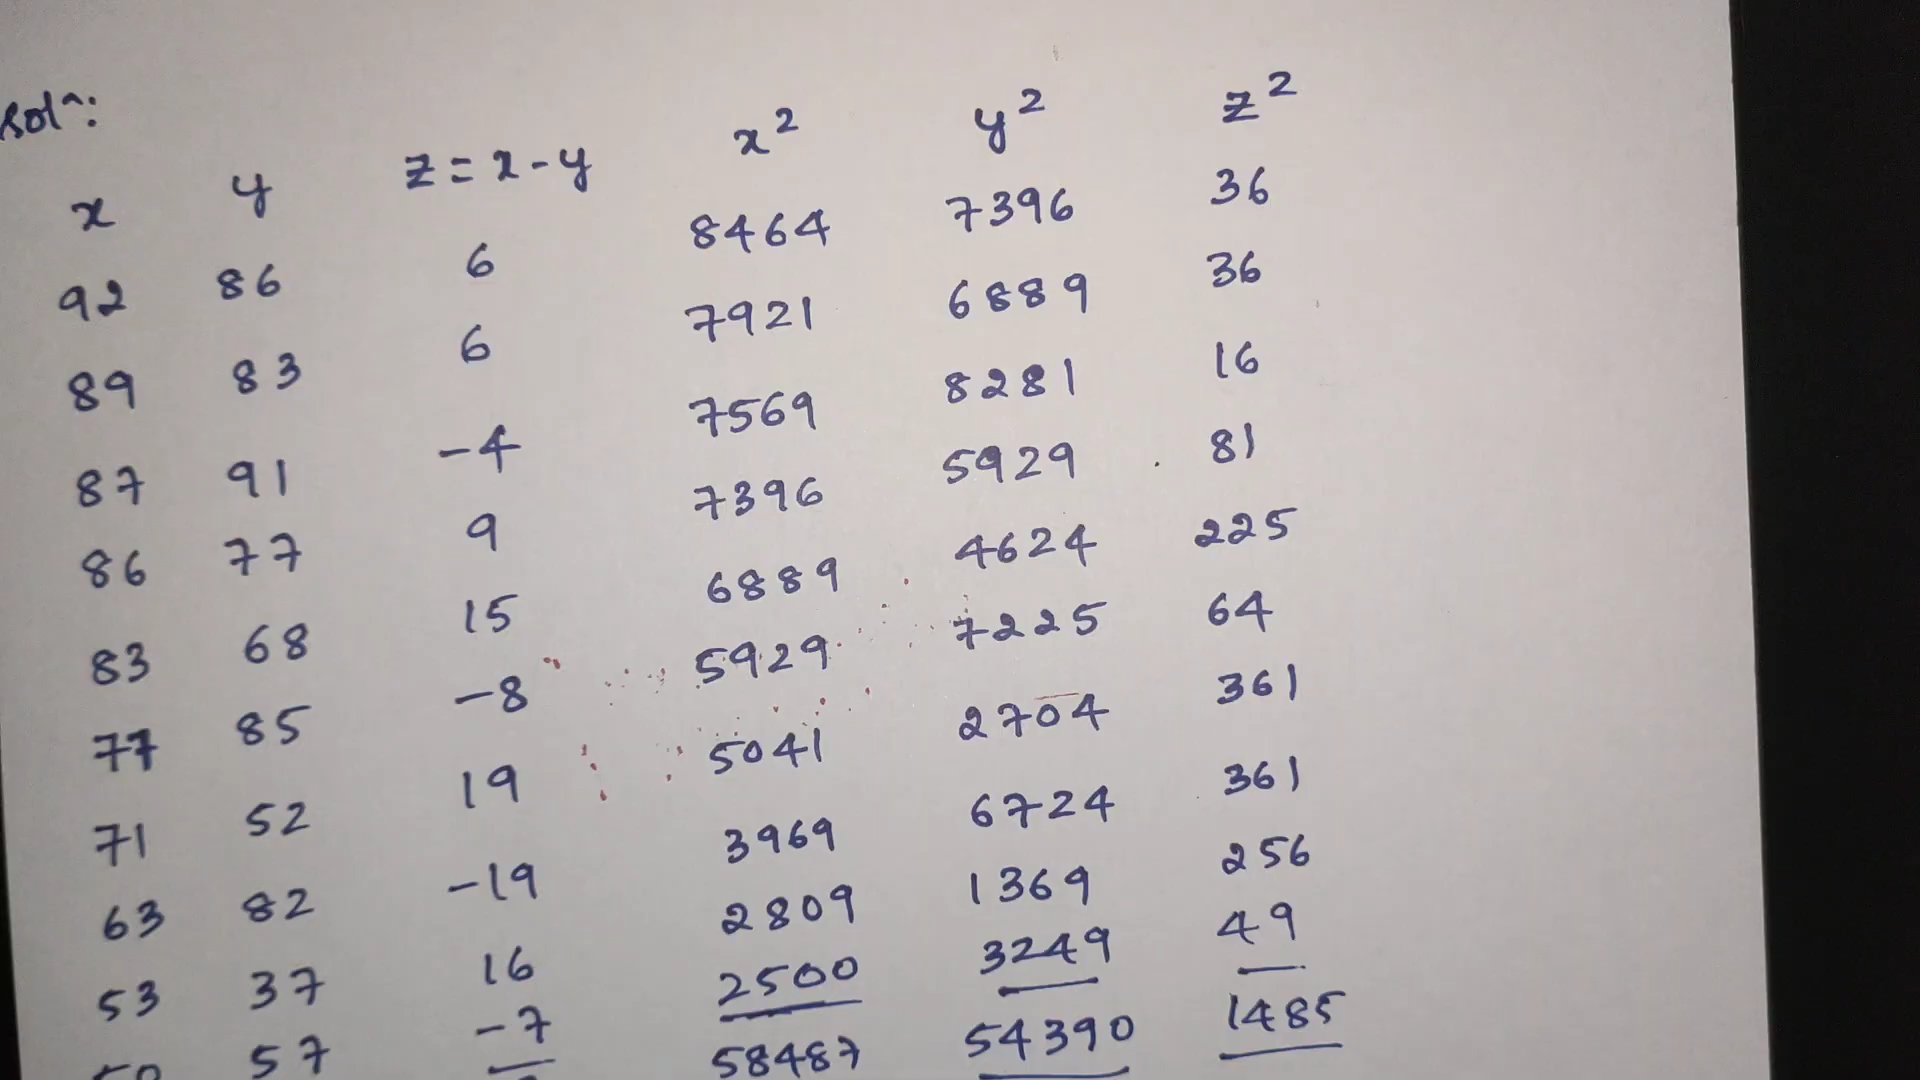 soln:
x y z = x - y x² y² z²
92 86 6 8464 7396 36
89 83 6 7921 6889 36
87 91 -4 7569 8281 16
86 77 9 7396 5929 81
83 68 15 6889 4624 225
77 85 -8 5929 7225 64
71 52 19 5041 2704 361
63 82 -19 3969 6724 361
53 37 16 2809 1369 256
57 -7 2500 3249 49
58487 54390 1485